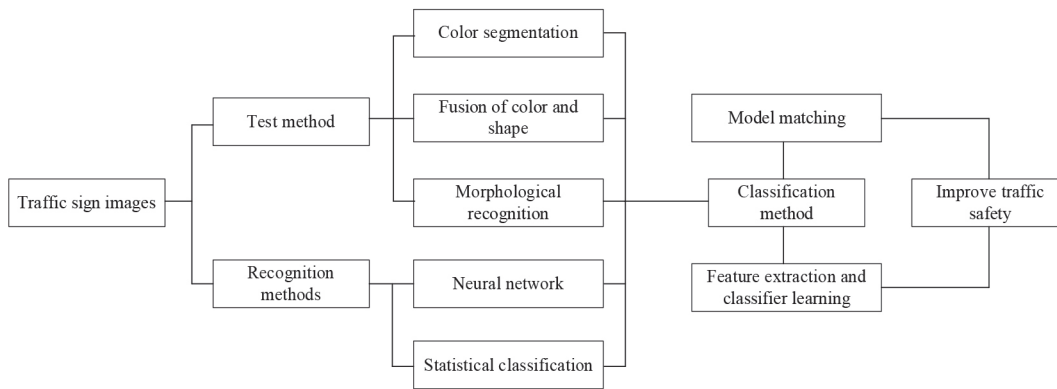 Traffic sign images
Test method
Recognition
methods
Color segmentation
Fusion of color and
shape
Morphological
recognition
Neural network
Statistical classification
Model matching
Classification
method
Feature extraction and
classifier learning
Improve traffic
safety